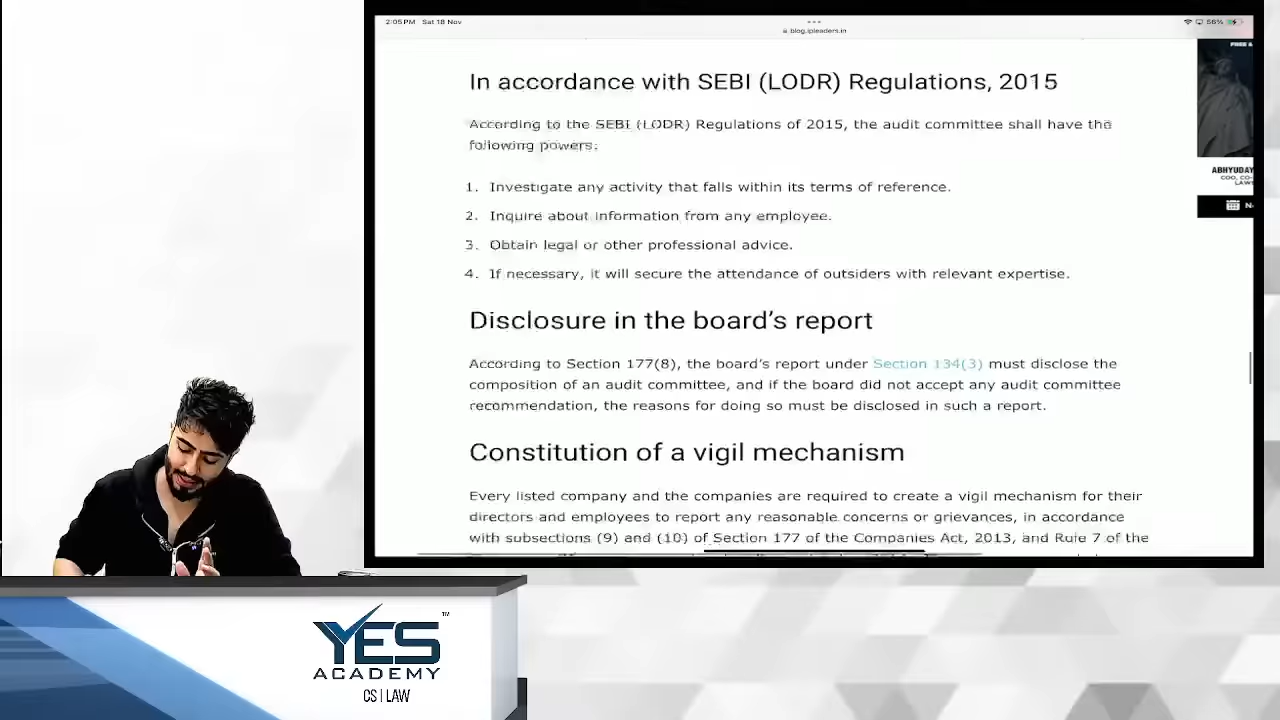 2:05 PM Sat 18 Nov
56%
blog.ipleaders.in
FREE &
In accordance with SEBI (LODR) Regulations, 2015
According to the SEBI (LODR) Regulations of 2015, the audit committee shall have the
following powers:
1. Investigate any activity that falls within its terms of reference.
2. Inquire about information from any employee.
3. Obtain legal or other professional advice.
4. If necessary, it will secure the attendance of outsiders with relevant expertise.
ABHYUDAY
COO, CO-
LAWS
Disclosure in the board's report
According to Section 177(8), the board's report under Section 134(3) must disclose the
composition of an audit committee, and if the board did not accept any audit committee
recommendation, the reasons for doing so must be disclosed in such a report.
Constitution of a vigil mechanism
Every listed company and the companies are required to create a vigil mechanism for their
directors and employees to report any reasonable concerns or grievances, in accordance
with subsections (9) and (10) of Section 177 of the Companies Act, 2013, and Rule 7 of the
YES
TM
ACADEMY
CS | LAW